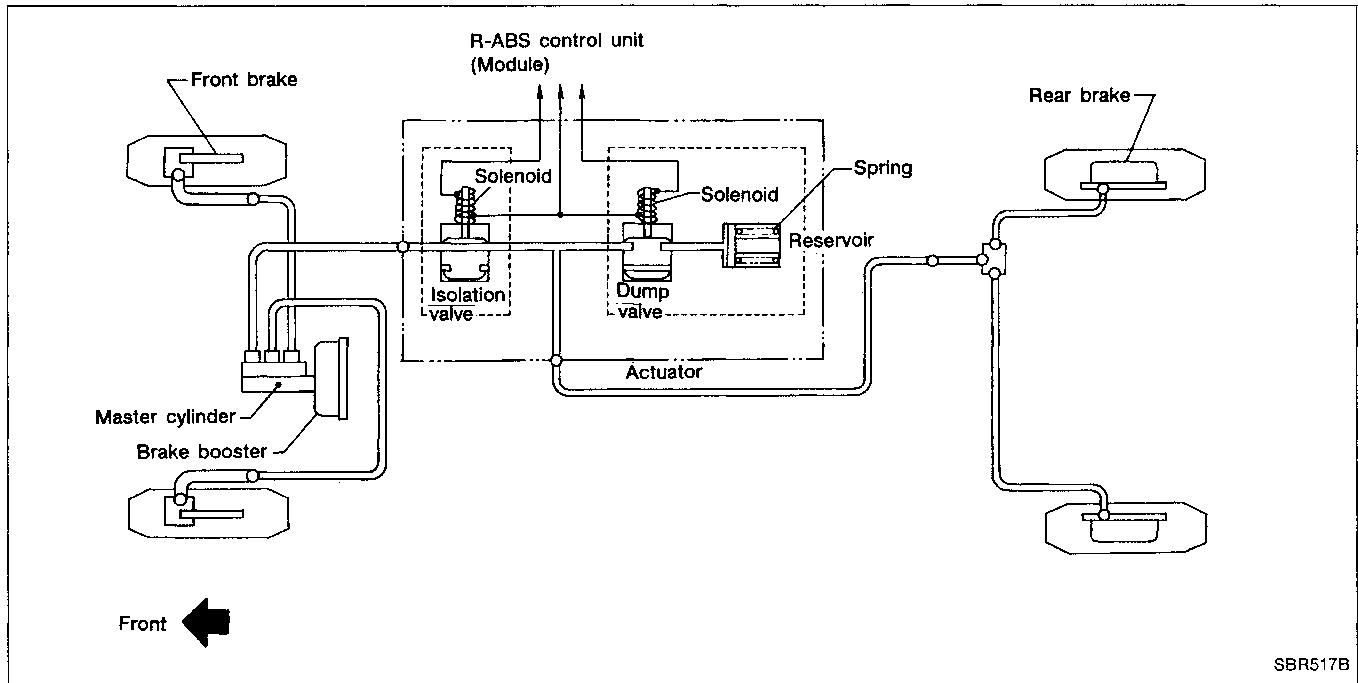 R-ABS control unit
(Module)
Front brake
Rear brake
Solenoid
Spring
Solenoid
Reservoir
Isolation
valve
Dump
valve
Actuator
Master cylinder
Brake booster
Front
SBR517B